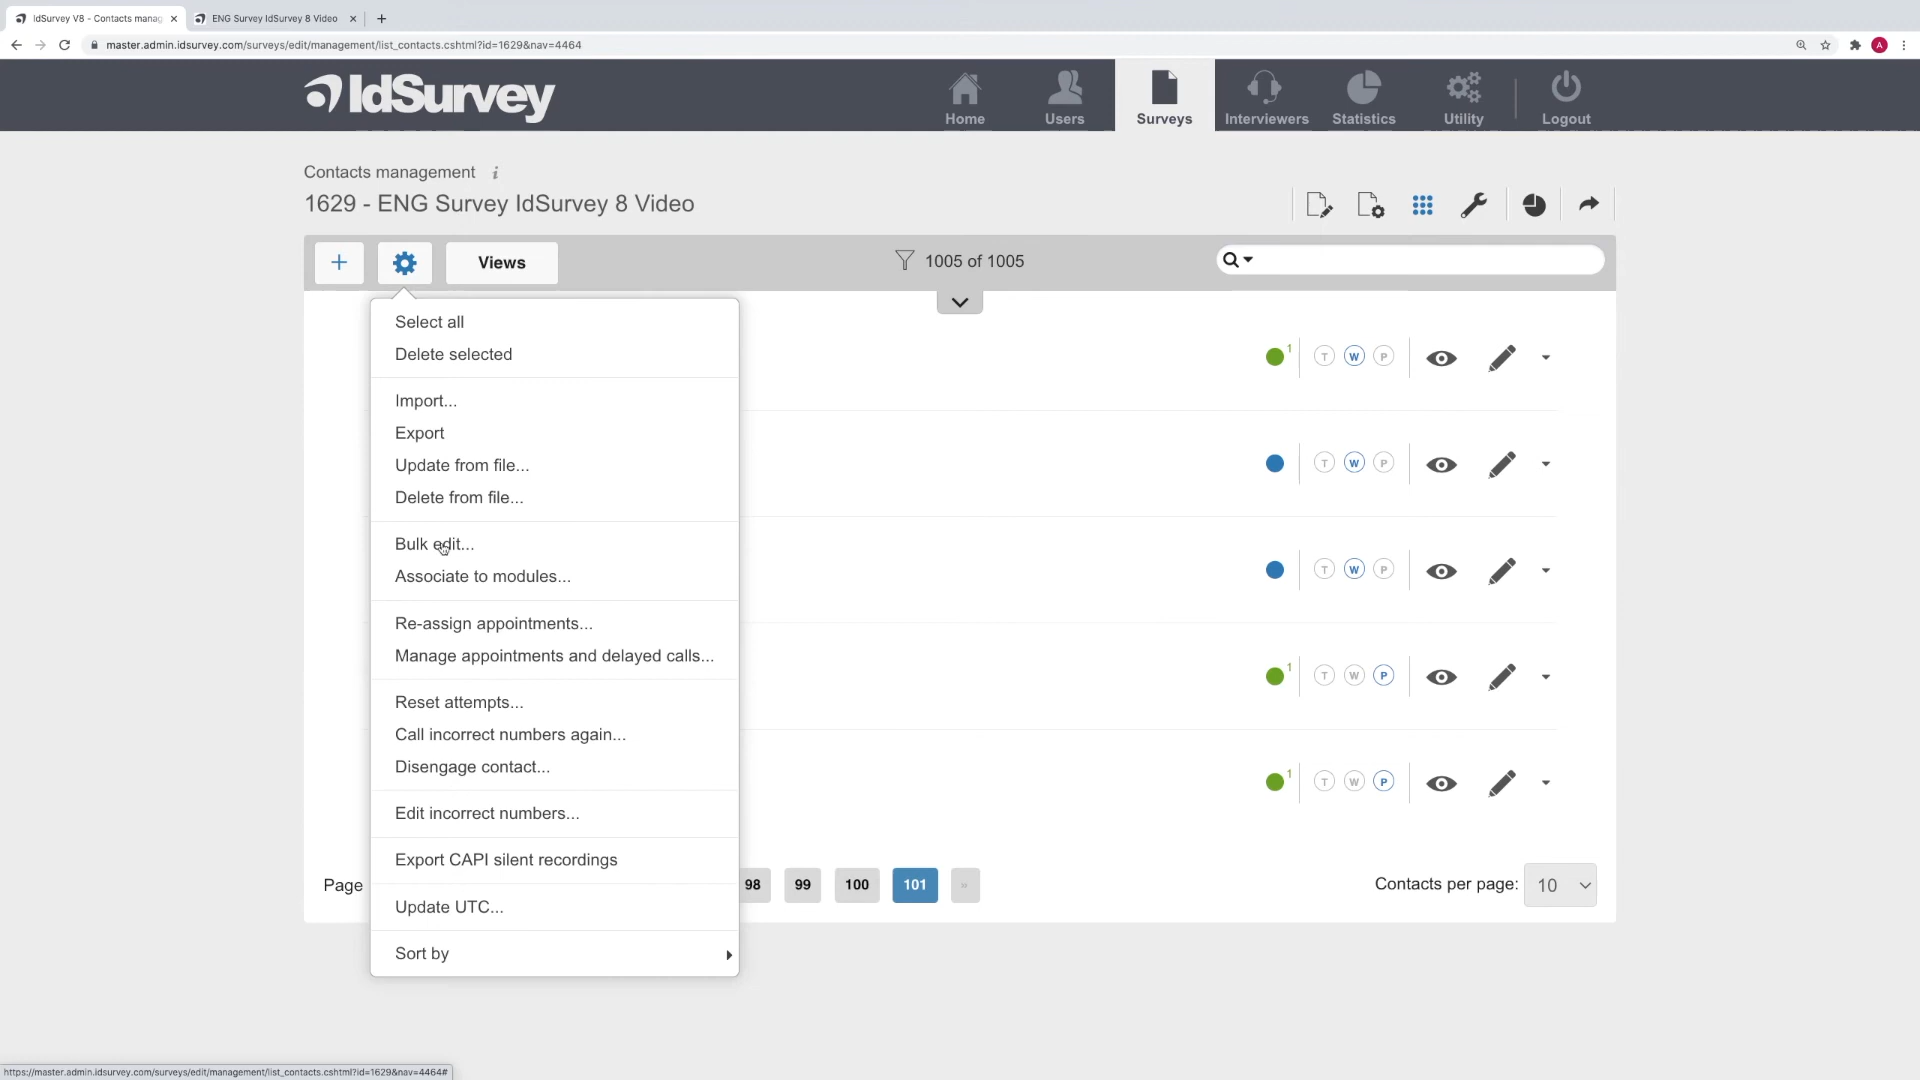 IdSurvey V8 - Contacts manag
ENG Survey IdSurvey 8 Video
master.admin.idsurvey.com/surveys/edit/management/list_contacts.cshtml?id=1629&nav=4464
A
IdSurvey
Home
Users
Surveys
Interviewers
Statistics
Utility
Logout
Contacts management i
1629 - ENG Survey IdSurvey 8 Video
+
Views
1005 of 1005
Select all
Delete selected
Import...
Export
Update from file...
Delete from file...
Bulk edit...
Associate to modules...
Re-assign appointments...
Manage appointments and delayed calls...
Reset attempts...
Call incorrect numbers again...
Disengage contact...
Edit incorrect numbers...
Export CAPI silent recordings
Update UTC...
Sort by
1 T W P
T W P
T W P
1 T W P
1 T W P
Page
98 99 100 101 »
Contacts per page: 10
https://master.admin.idsurvey.com/surveys/edit/management/list_contacts.cshtml?id=1629&nav=4464#